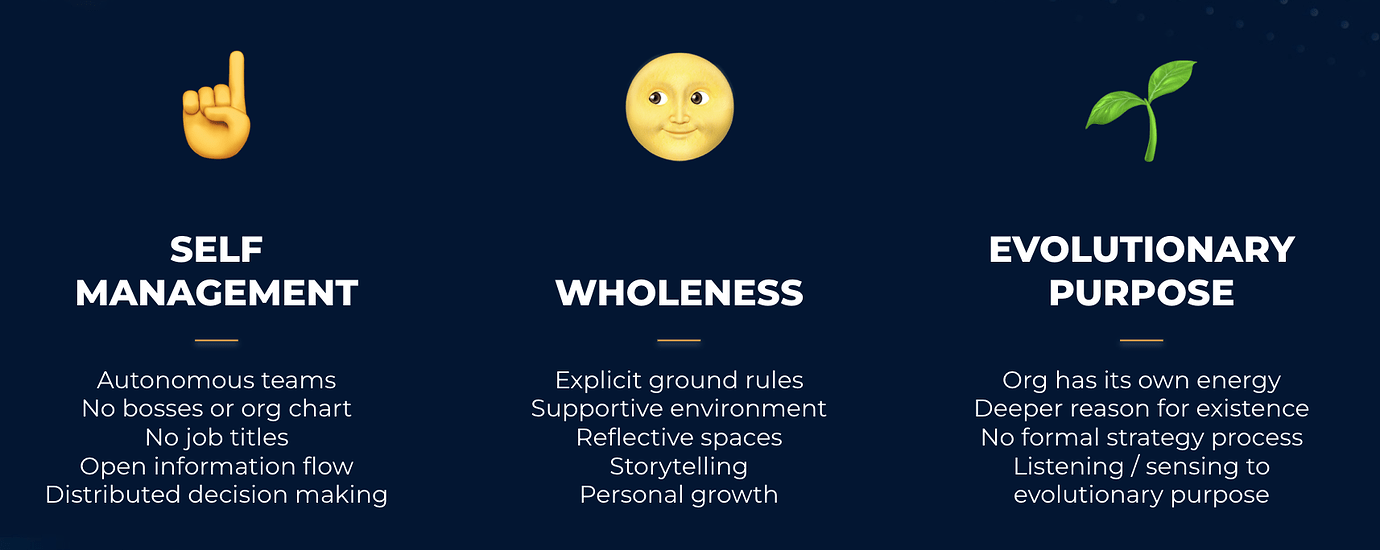 SELF
MANAGEMENT
Autonomous teams
No bosses or org chart
No job titles
Open information flow
Distributed decision making
WHOLENESS
Explicit ground rules
Supportive environment
Reflective spaces
Storytelling
Personal growth
EVOLUTIONARY
PURPOSE
Org has its own energy
Deeper reason for existence
No formal strategy process
Listening / sensing to
evolutionary purpose